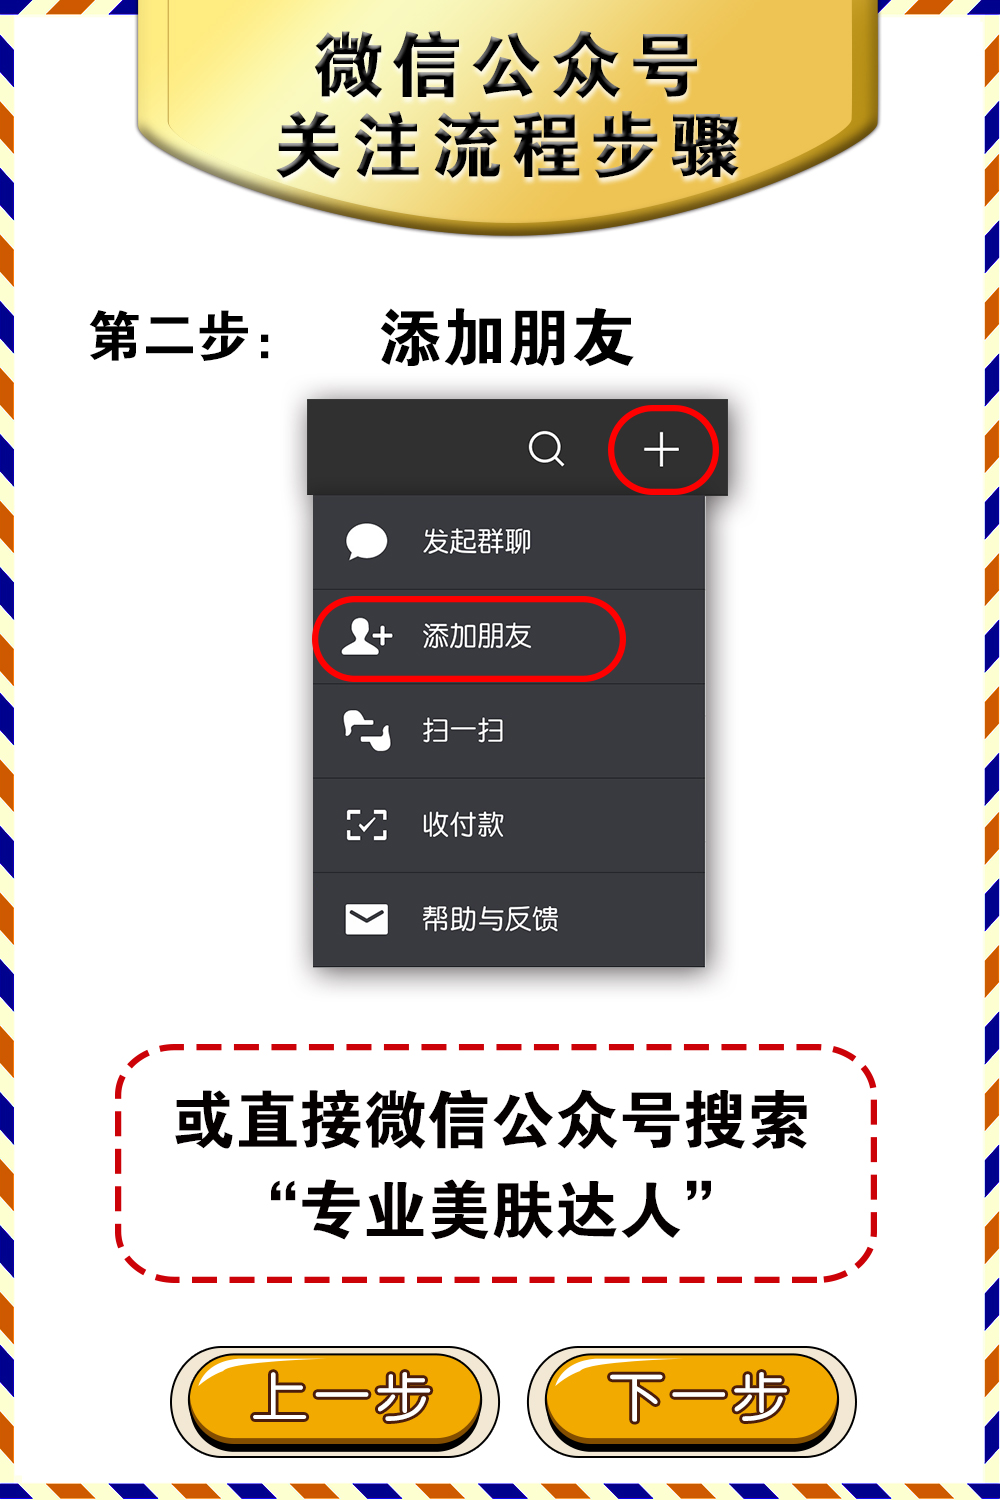 微信公众号
关注流程步骤
第二步： 添加朋友
发起群聊
添加朋友
扫一扫
收付款
帮助与反馈
或直接微信公众号搜索
“专业美肤达人”
上一步 下一步